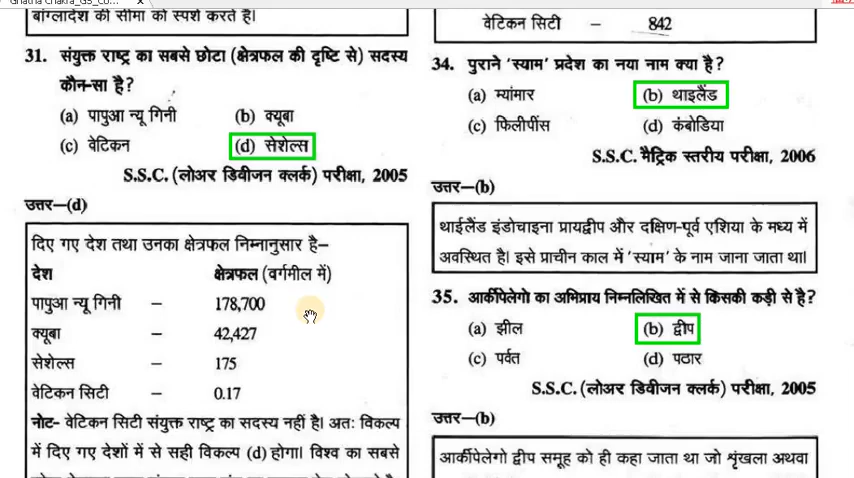 Ghatna Chakra_GS_Co... X
बांग्लादेश की सीमा को स्पर्श करते हैं।
31. संयुक्त राष्ट्र का सबसे छोटा (क्षेत्रफल की दृष्टि से) सदस्य
कौन-सा है?
(a) पापुआ न्यू गिनी (b) क्यूबा
(c) वेटिकन (d) सेशेल्स
S.S.C. (लोअर डिवीजन क्लर्क) परीक्षा, 2005
उत्तर—(d)
दिए गए देश तथा उनका क्षेत्रफल निम्नानुसार है–
देश क्षेत्रफल (वर्गमील में)
पापुआ न्यू गिनी – 178,700
क्यूबा – 42,427
सेशेल्स – 175
वेटिकन सिटी – 0.17
नोट- वेटिकन सिटी संयुक्त राष्ट्र का सदस्य नहीं है। अतः विकल्प
में दिए गए देशों में से सही विकल्प (d) होगा। विश्व का सबसे
वेटिकन सिटी – 842
34. पुराने 'स्याम' प्रदेश का नया नाम क्या है?
(a) म्यांमार (b) थाइलैंड
(c) फिलीपींस (d) कंबोडिया
S.S.C. मैट्रिक स्तरीय परीक्षा, 2006
उत्तर—(b)
थाईलैंड इंडोचाइना प्रायद्वीप और दक्षिण-पूर्व एशिया के मध्य में
अवस्थित है। इसे प्राचीन काल में 'स्याम' के नाम जाना जाता था।
35. आर्कीपेलेगो का अभिप्राय निम्नलिखित में से किसकी कड़ी से है?
(a) झील (b) द्वीप
(c) पर्वत (d) पठार
S.S.C. (लोअर डिवीजन क्लर्क) परीक्षा, 2005
उत्तर—(b)
आर्कीपेलेगो द्वीप समूह को ही कहा जाता था जो शृंखला अथवा